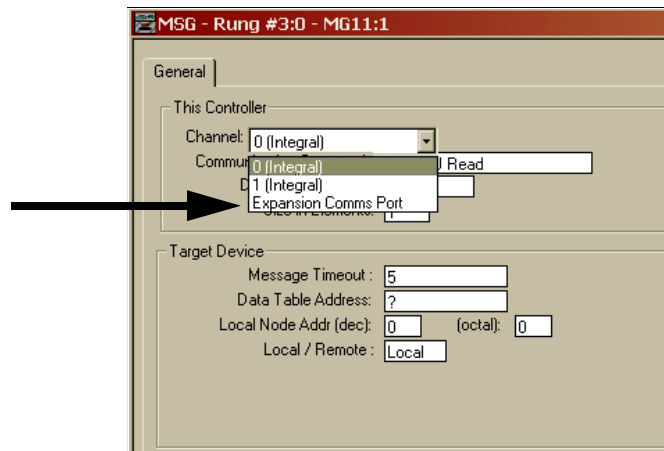 MSG - Rung #3:0 - MG11:1
General
This Controller
Channel: 0 (Integral)
0 (Integral)
Read
1 (Integral)
Expansion Comms Port
Target Device
Message Timeout : 5
Data Table Address: ?
Local Node Addr (dec): 0 (octal): 0
Local / Remote : Local